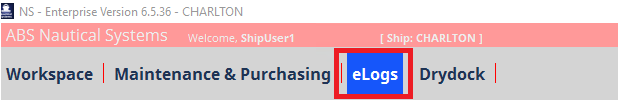 NS - Enterprise Version 6.5.36 - CHARLTON
ABS Nautical Systems Welcome, ShipUser1 [ Ship: CHARLTON ]
Workspace | Maintenance & Purchasing | eLogs | Drydock |